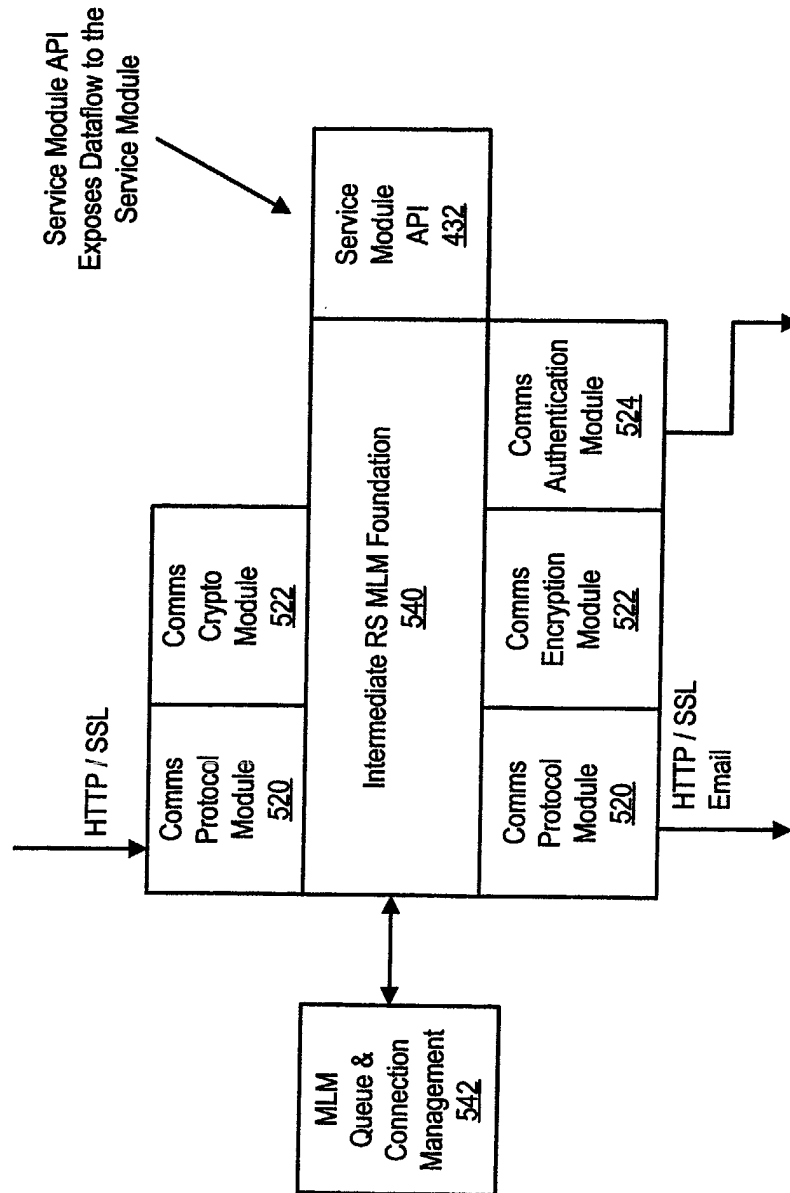 Service Module API
Exposes Dataflow to the
Service Module
HTTP / SSL
Comms
Protocol
Module
520
Comms
Crypto
Module
522
MLM
Queue &
Connection
Management
542
Intermediate RS MLM Foundation
540
Service
Module
API
432
Comms
Protocol
Module
520
Comms
Encryption
Module
522
Comms
Authentication
Module
524
HTTP / SSL
Email